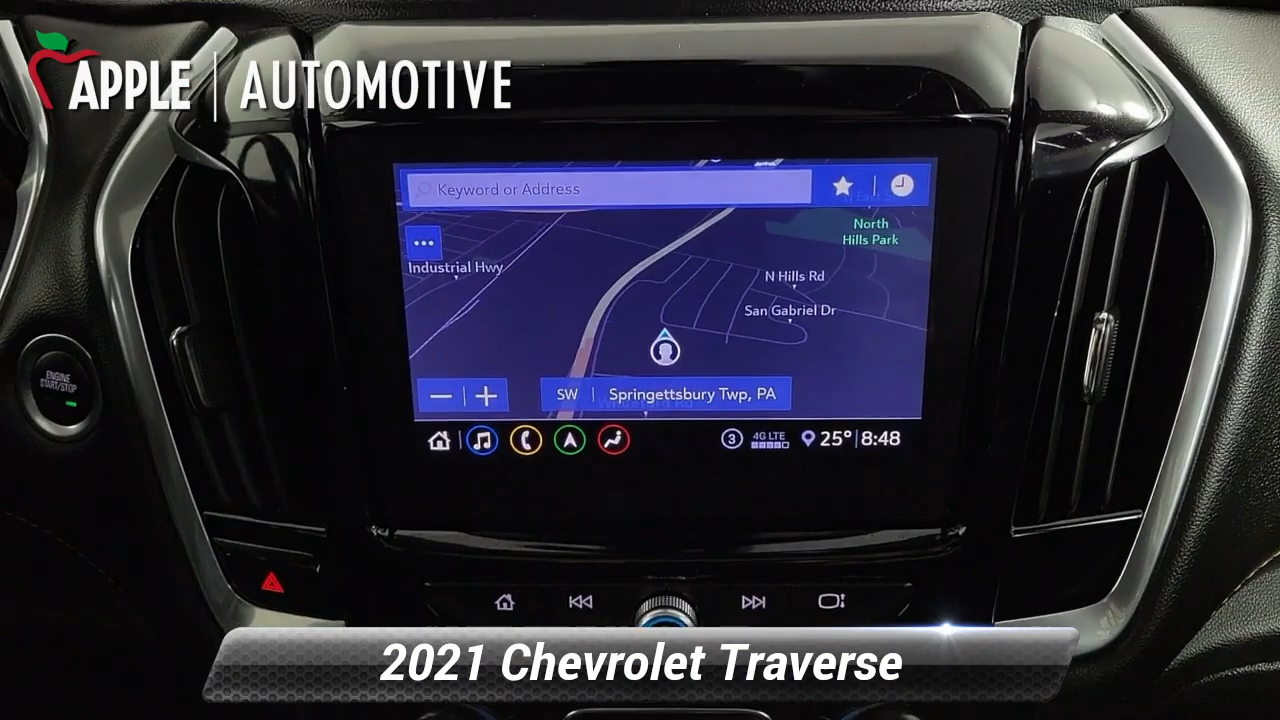 APPLE | AUTOMOTIVE
Keyword or Address
North
Hills Park
Industrial Hwy
N Hills Rd
San Gabriel Dr
ENGINE
START/STOP
SW | Springettsbury Twp, PA
3 4G LTE 25° | 8:48
2021 Chevrolet Traverse